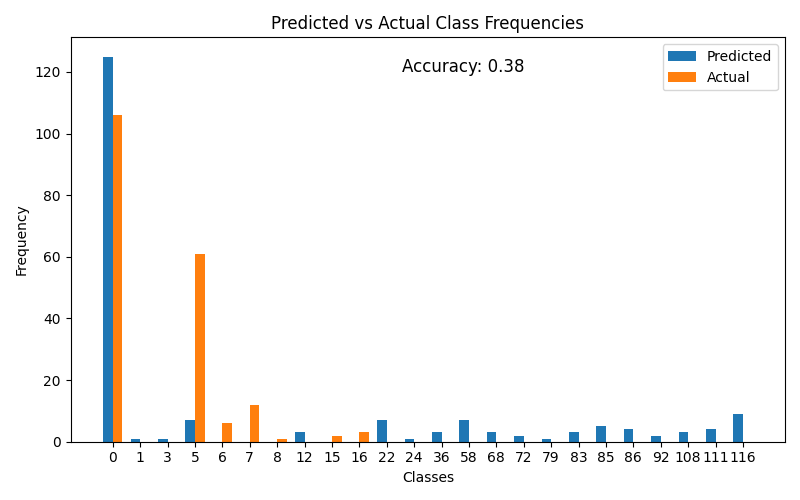 Predicted vs Actual Class Frequencies
Accuracy: 0.38
Predicted
Actual
120
100
80
60
40
20
0
Frequency
0 1 3 5 6 7 8 12 15 16 22 24 36 58 68 72 79 83 85 86 92 108 111 116
Classes